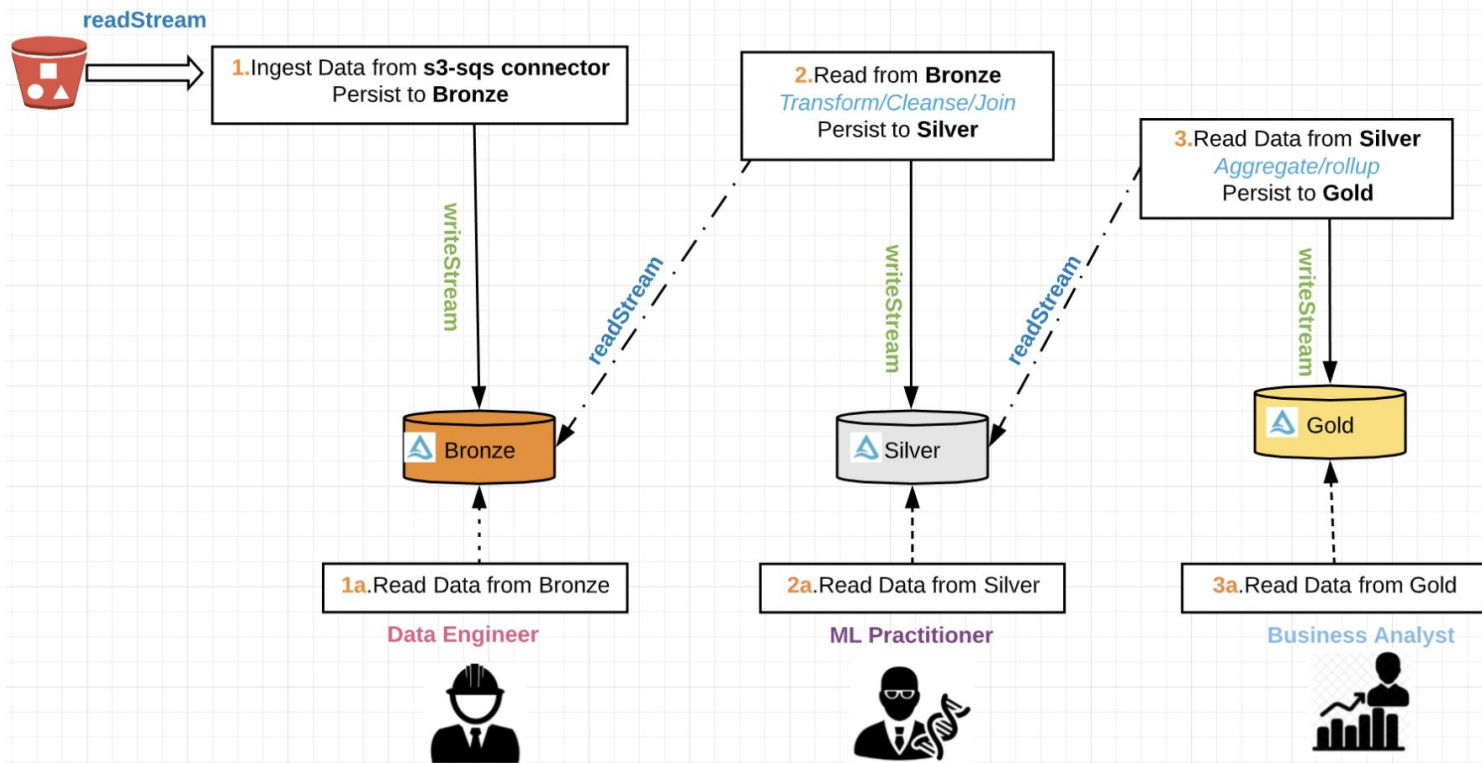 readStream
1.Ingest Data from s3-sqs connector
Persist to Bronze
2.Read from Bronze
Transform/Cleanse/Join
Persist to Silver
3.Read Data from Silver
Aggregate/rollup
Persist to Gold
writeStream
readStream
writeStream
readStream
writeStream
Bronze
Silver
Gold
1a.Read Data from Bronze
2a.Read Data from Silver
3a.Read Data from Gold
Data Engineer
ML Practitioner
Business Analyst